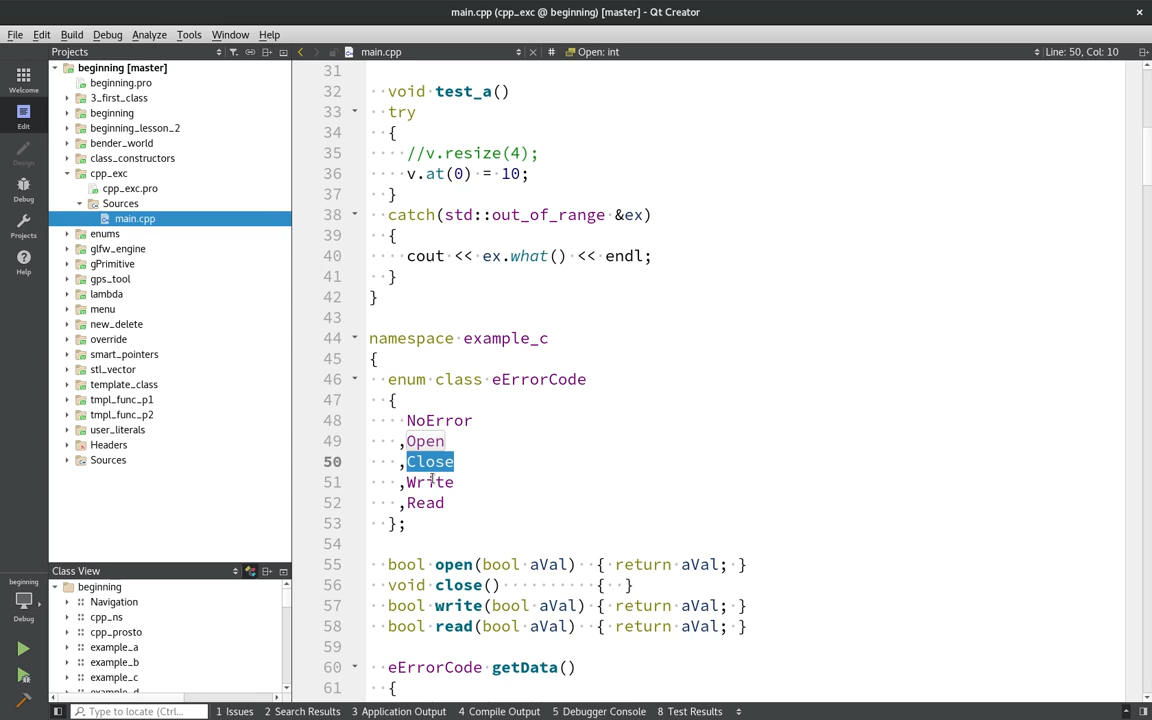 main.cpp (cpp_exc @ beginning) [master] - Qt Creator
File Edit Build Debug Analyze Tools Window Help
Projects
main.cpp
# Open: int
Line: 50, Col: 10
Welcome
Edit
Design
Debug
Projects
Help
beginning [master]
beginning.pro
3_first_class
beginning
beginning_lesson_2
bender_world
class_constructors
cpp_exc
cpp_exc.pro
Sources
main.cpp
enums
glfw_engine
gPrimitive
gps_tool
lambda
menu
new_delete
override
smart_pointers
stl_vector
template_class
tmpl_func_p1
tmpl_func_p2
user_literals
Headers
Sources
Class View
beginning
Navigation
cpp_ns
cpp_prosto
example_a
example_b
example_c
example_d
beginning
Debug
31
32 void test_a()
33 try
34 {
35 //v.resize(4);
36 v.at(0) = 10;
37 }
38 catch(std::out_of_range &ex)
39 {
40 cout << ex.what() << endl;
41 }
42 }
43
44 namespace example_c
45 {
46 enum class eErrorCode
47 {
48 NoError
49 ,Open
50 ,Close
51 ,Write
52 ,Read
53 };
54
55 bool open(bool aVal) { return aVal; }
56 void close() { }
57 bool write(bool aVal) { return aVal; }
58 bool read(bool aVal) { return aVal; }
59
60 eErrorCode getData()
61 {
Type to locate (Ctrl...
1 Issues 2 Search Results 3 Application Output 4 Compile Output 5 Debugger Console 8 Test Results